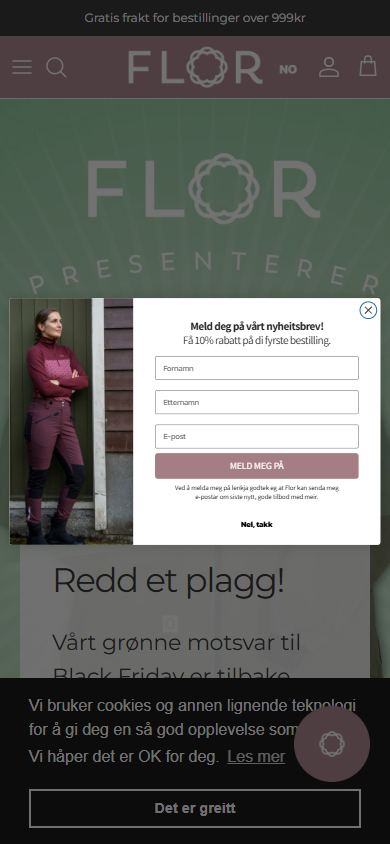 Gratis frakt for bestillinger over 999kr
FLOR
NO
FLOR
PRESENTERER
Meld deg på vårt nyheitsbrev!
Få 10% rabatt på di fyrste bestilling.
Fornamn
Etternamn
E-post
MELD MEG PÅ
Ved å melda meg på lenkja godtek eg at Flor kan senda meg
e-postar om siste nytt, gode tilbod med meir.
Nei, takk
Redd et plagg!
Vårt grønne motsvar til
Black Friday er tilbake
Vi bruker cookies og annen lignende teknologi
for å gi deg en så god opplevelse som
Vi håper det er OK for deg. Les mer
Det er greitt